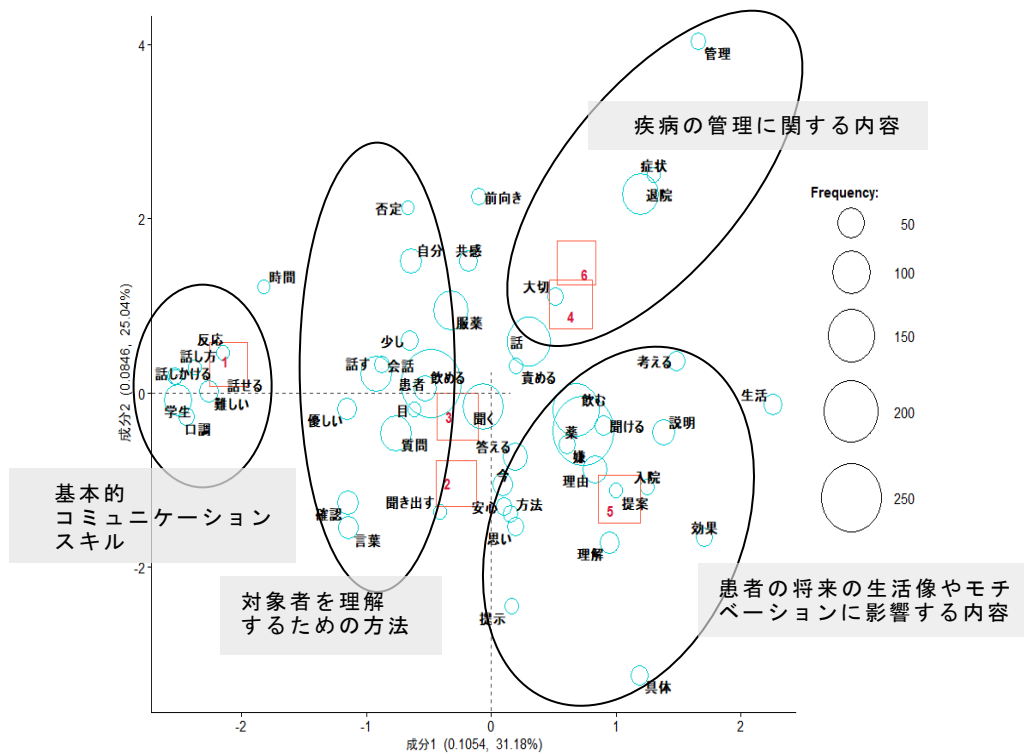 4
管理
疾病の管理に関する内容
症状
退院
Frequency:
50
100
150
200
250
2
否定
前向き
自分
共感
時間
6
大切
4
服薬
反応
話し方
1
話しかける
話せる
難しい
学生
口調
少し
話す
会話
患者
飲める
目
優しい
質問
3
聞く
話
責める
考える
生活
飲む
聞ける
説明
薬
嫌
答える
今
理由
入院
提案
5
聞き出す
2
安心
方法
思い
確認
言葉
理解
効果
提示
具体
0
-2
成分2 (0.0846, 25.04%)
基本的
コミュニケーション
スキル
対象者を理解
するための方法
患者の将来の生活像やモチ
ベーションに影響する内容
-2
-1
0
1
2
成分1 (0.1054, 31.18%)